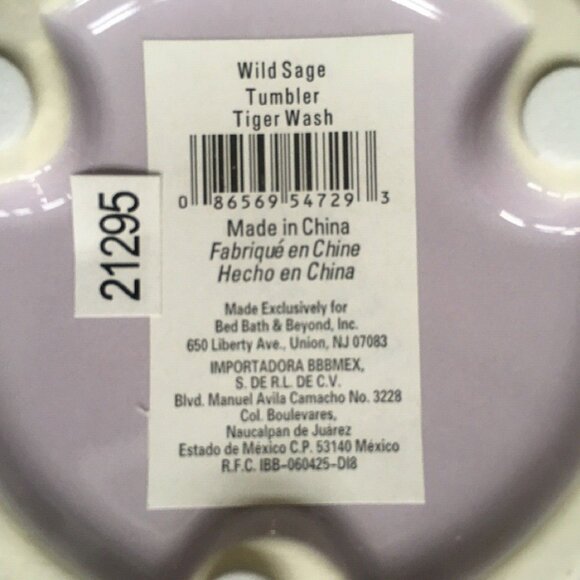 Wild Sage
Tumbler
Tiger Wash
0 86569 54729 3
Made in China
Fabriqué en Chine
Hecho en China
Made Exclusively for
Bed Bath & Beyond, Inc.
650 Liberty Ave., Union, NJ 07083
IMPORTADORA BBBMEX,
S. DE R.L. DE C.V.
Blvd. Manuel Avila Camacho No. 3228
Col. Boulevares,
Naucalpan de Juárez
Estado de México C.P. 53140 México
R.F.C. IBB-060425-DI8
21295